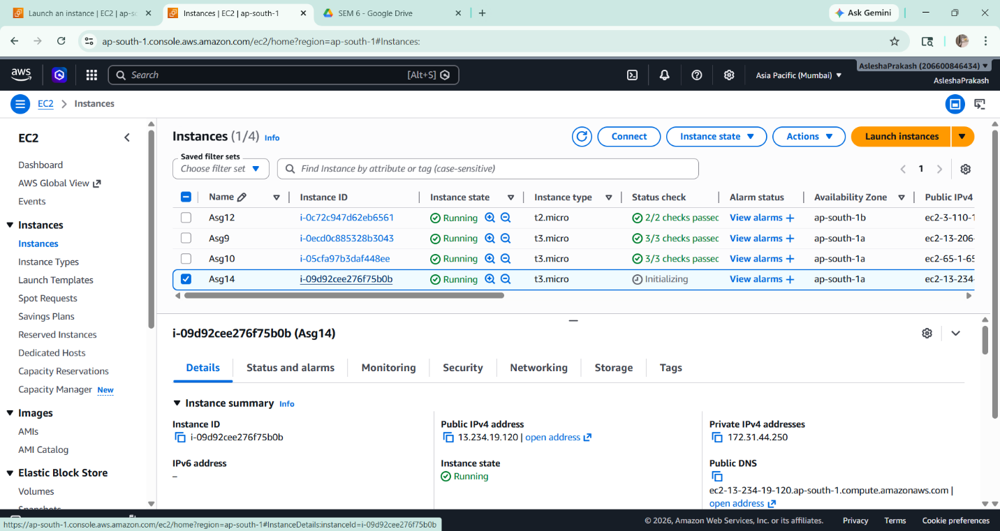 Launch an instance | EC2 | ap-so
Instances | EC2 | ap-south-1
SEM 6 - Google Drive
Ask Gemini
ap-south-1.console.aws.amazon.com/ec2/home?region=ap-south-1#Instances:
aws
Search
[Alt+S]
Asia Pacific (Mumbai)
AsleshaPrakash (206600846434)
AsleshaPrakash
EC2
Instances
EC2
Dashboard
AWS Global View
Events
Instances
Instances
Instance Types
Launch Templates
Spot Requests
Savings Plans
Reserved Instances
Dedicated Hosts
Capacity Reservations
Capacity Manager New
Images
AMIs
AMI Catalog
Elastic Block Store
Volumes
Snapshots
Instances (1/4) Info
Connect
Instance state
Actions
Launch instances
Saved filter sets
Choose filter set
Find Instance by attribute or tag (case-sensitive)
1
Name Instance ID Instance state Instance type Status check Alarm status Availability Zone Public IPv4
Asg12 i-0c72c947d62eb6561 Running t2.micro 2/2 checks passed View alarms + ap-south-1b ec2-3-110-1
Asg9 i-0ecd0c885328b3043 Running t3.micro 3/3 checks passed View alarms + ap-south-1a ec2-13-206-
Asg10 i-05cfa97b3daf448ee Running t3.micro 3/3 checks passed View alarms + ap-south-1a ec2-65-1-65
Asg14 i-09d92cee276f75b0b Running t3.micro Initializing View alarms + ap-south-1a ec2-13-234-
i-09d92cee276f75b0b (Asg14)
Details Status and alarms Monitoring Security Networking Storage Tags
Instance summary Info
Instance ID
i-09d92cee276f75b0b
Public IPv4 address
13.234.19.120 | open address
Private IPv4 addresses
172.31.44.250
IPv6 address
–
Instance state
Running
Public DNS
ec2-13-234-19-120.ap-south-1.compute.amazonaws.com |
open address
https://ap-south-1.console.aws.amazon.com/ec2/home?region=ap-south-1#InstanceDetails:instanceId=i-09d92cee276f75b0b
© 2026, Amazon Web Services, Inc. or its affiliates.
Privacy
Terms
Cookie preferences